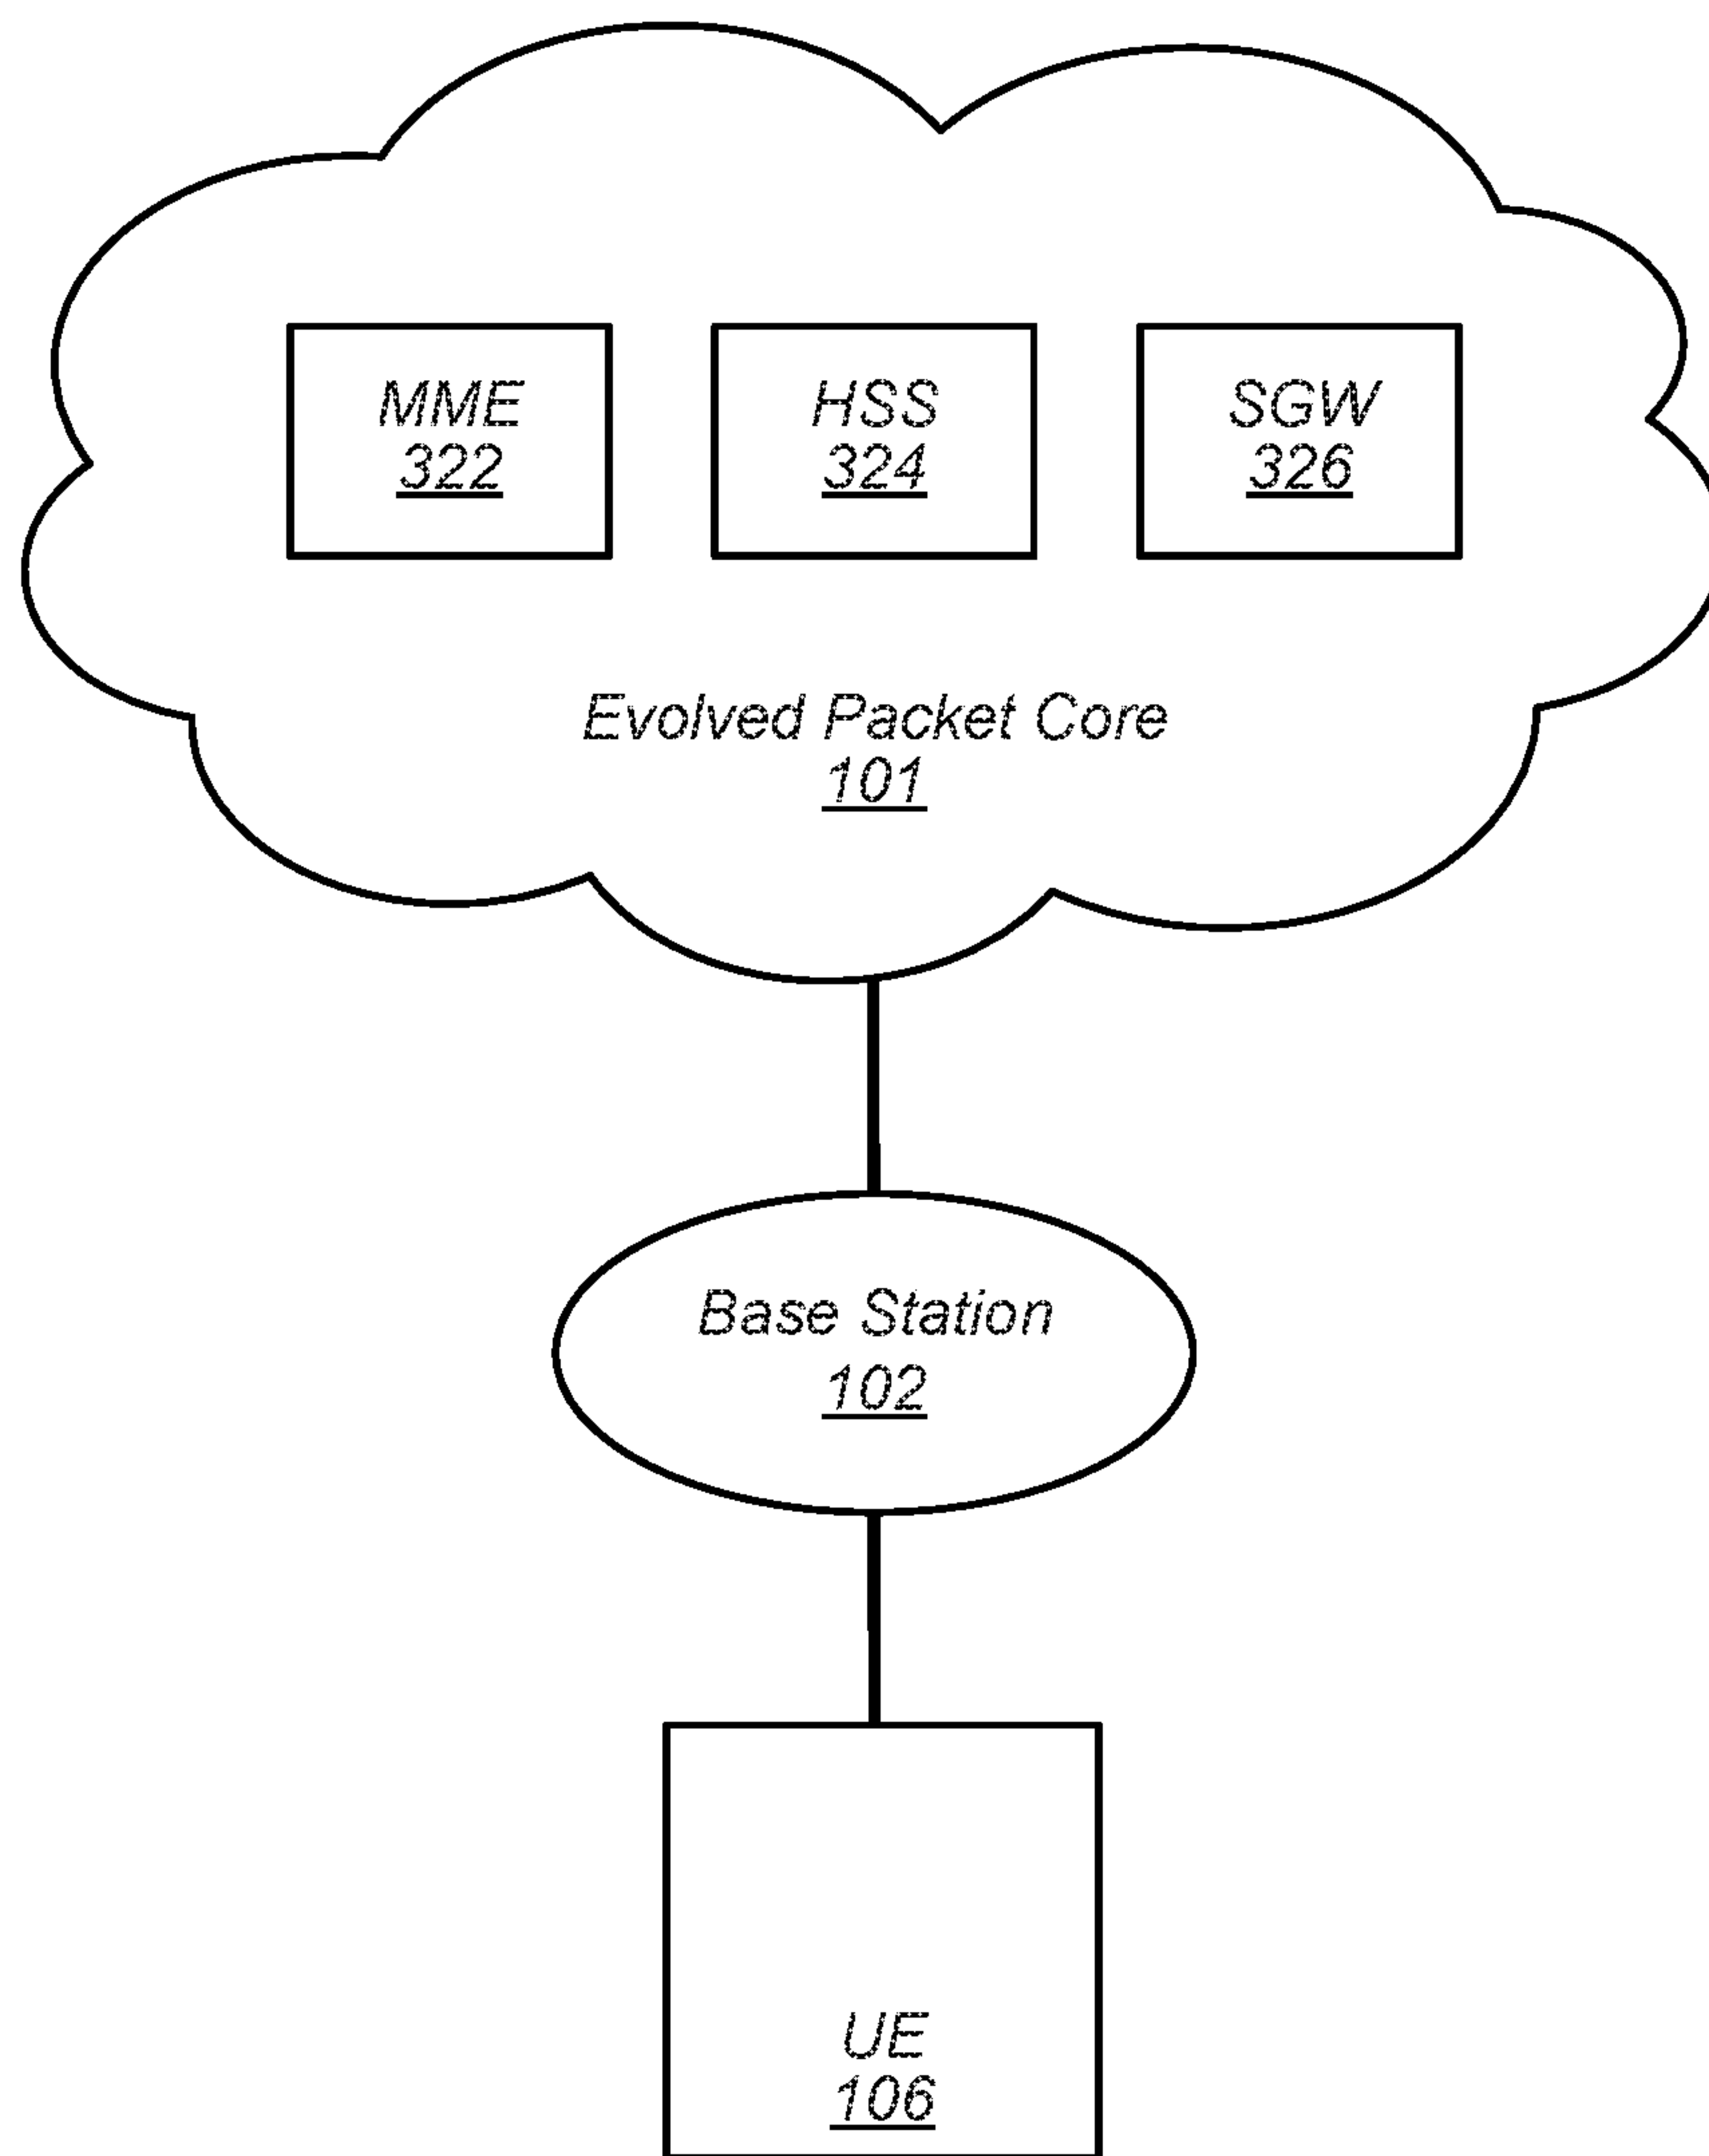 MME
322
HSS
324
SGW
326
Evolved Packet Core
101
Base Station
102
UE
106